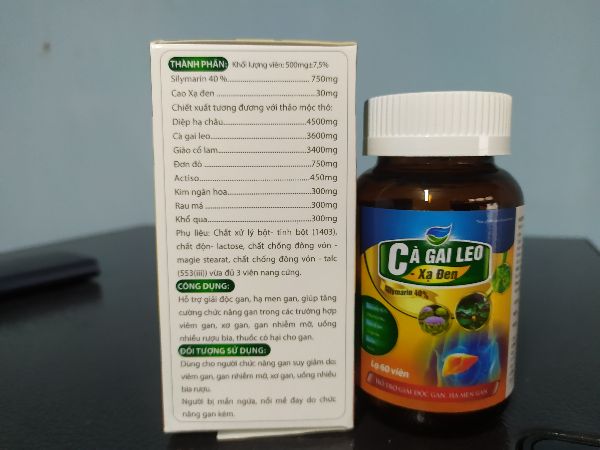 THÀNH PHẦN: Khối lượng viên: 500mg±7,5%
Silymarin 40 %.......................... 750mg
Cao Xạ đen .............................. 30mg
Chiết xuất tương đương với thảo mộc thô:
Diệp hạ châu..........................4500mg
Cà gai leo..............................3600mg
Giảo cổ lam............................3400mg
Đơn đỏ.................................750mg
Actiso...................................450mg
Kim ngân hoa........................300mg
Rau má ................................300mg
Khổ qua................................300mg
Phụ liệu: Chất xử lý bột- tinh bột (1403),
chất độn- lactose, chất chống đông vón -
magie stearat, chất chống đông vón - talc
(553(iii)) vừa đủ 3 viên nang cứng.
CÔNG DỤNG:
Hỗ trợ giải độc gan, hạ men gan, giúp tăng
cường chức năng gan trong các trường hợp
viêm gan, xơ gan, gan nhiễm mỡ, uống
nhiều rượu bia, thuốc có hại cho gan.
ĐỐI TƯỢNG SỬ DỤNG:
Dùng cho người chức năng gan suy giảm do:
viêm gan, gan nhiễm mỡ, xơ gan, uống nhiều
bia rượu.
Người bị mẩn ngứa, nổi mề đay do chức
năng gan kém.
CÀ GAI LEO
- Xạ Đen
Silymarin 40%
Lọ 60 viên
HỖ TRỢ GIẢI ĐỘC GAN, HẠ MEN GAN